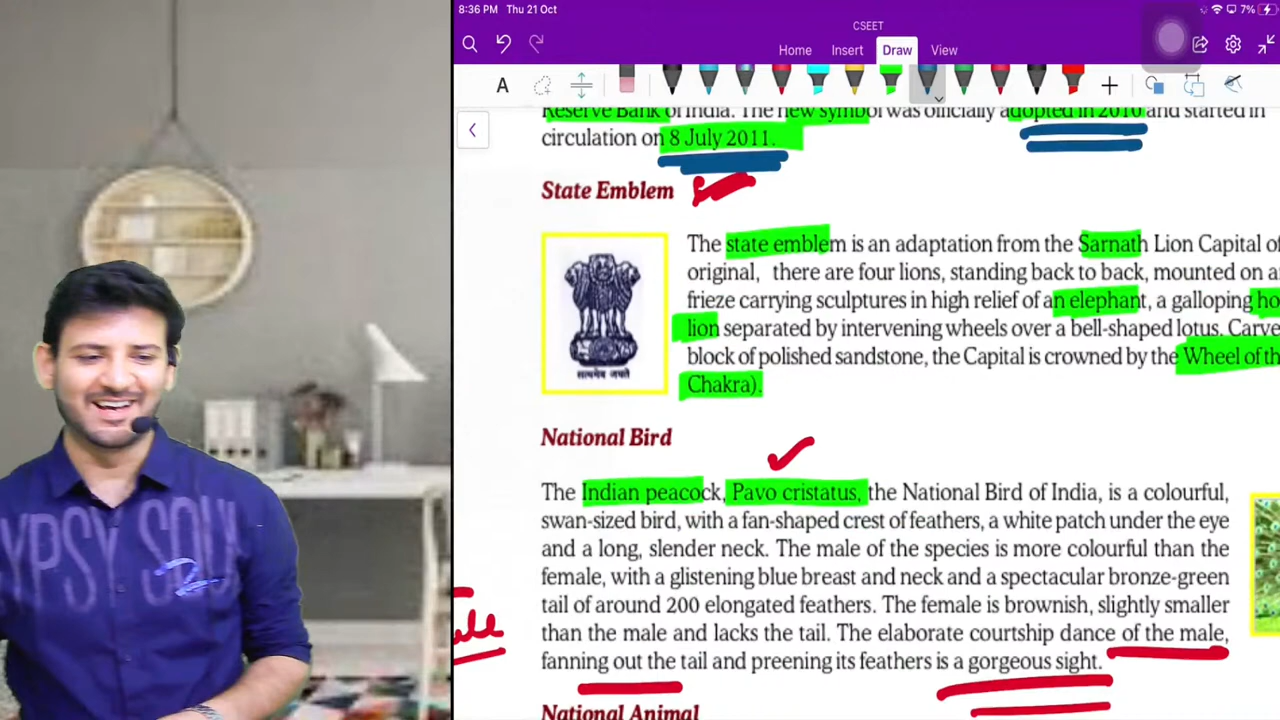 8:36 PM Thu 21 Oct
7%
CSEET
Home Insert Draw View
A
Reserve Bank of India. The new symbol was officially adopted in 2010 and started in
circulation on 8 July 2011.
State Emblem
The state emblem is an adaptation from the Sarnath Lion Capital of
original, there are four lions, standing back to back, mounted on a
frieze carrying sculptures in high relief of an elephant, a galloping ho
lion separated by intervening wheels over a bell-shaped lotus. Carve
block of polished sandstone, the Capital is crowned by the Wheel of th
Chakra).
सत्यमेव जयते
National Bird
The Indian peacock, Pavo cristatus, the National Bird of India, is a colourful,
swan-sized bird, with a fan-shaped crest of feathers, a white patch under the eye
and a long, slender neck. The male of the species is more colourful than the
female, with a glistening blue breast and neck and a spectacular bronze-green
tail of around 200 elongated feathers. The female is brownish, slightly smaller
than the male and lacks the tail. The elaborate courtship dance of the male,
fanning out the tail and preening its feathers is a gorgeous sight.
National Animal
YPSY SOU